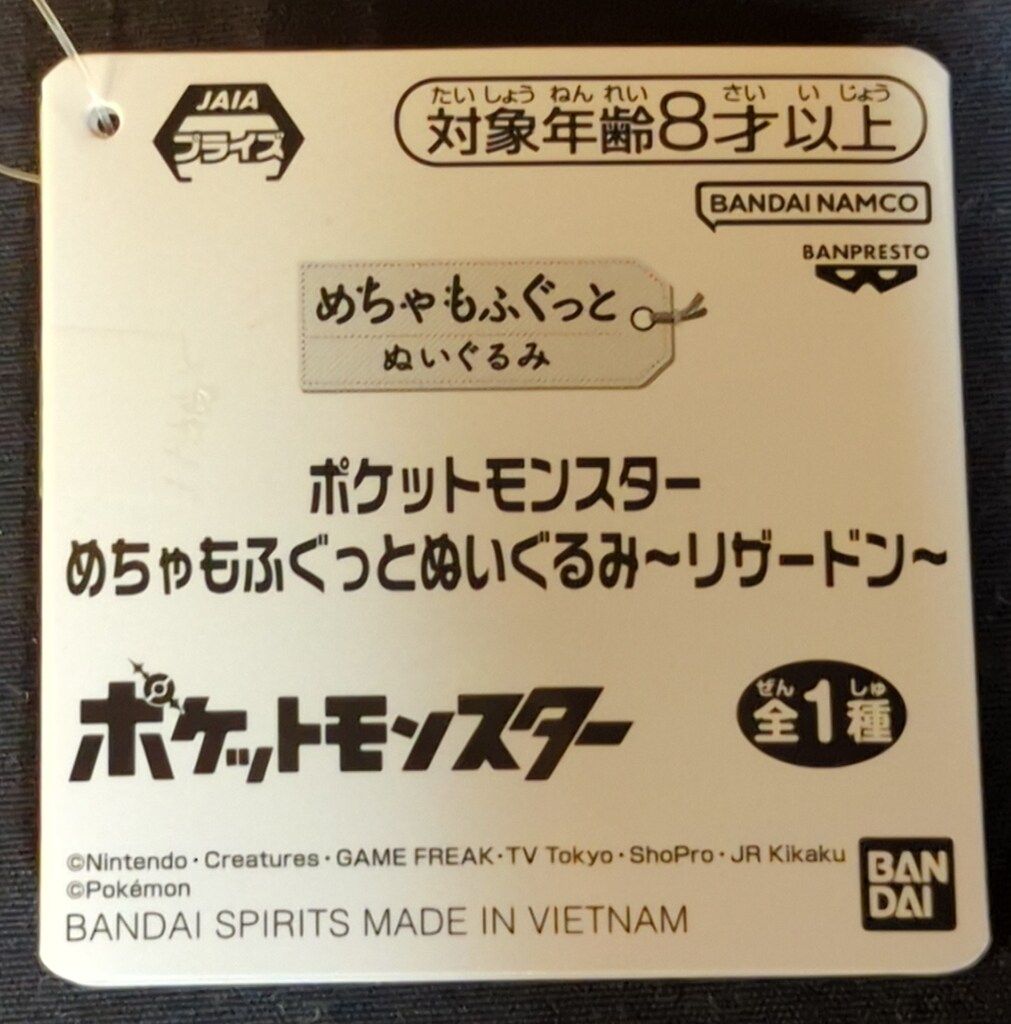 JAIA
プライズ
たいしょうねんれい さいいじょう
対象年齢8才以上
BANDAI NAMCO
BANPRESTO
めちゃもふぐっと
ぬいぐるみ
ポケットモンスター
めちゃもふぐっとぬいぐるみ～リザードン～
ポケットモンスター
ぜん しゅ
全1種
©Nintendo・Creatures・GAME FREAK・TV Tokyo・ShoPro・JR Kikaku
©Pokémon
BANDAI SPIRITS MADE IN VIETNAM
BAN
DAI